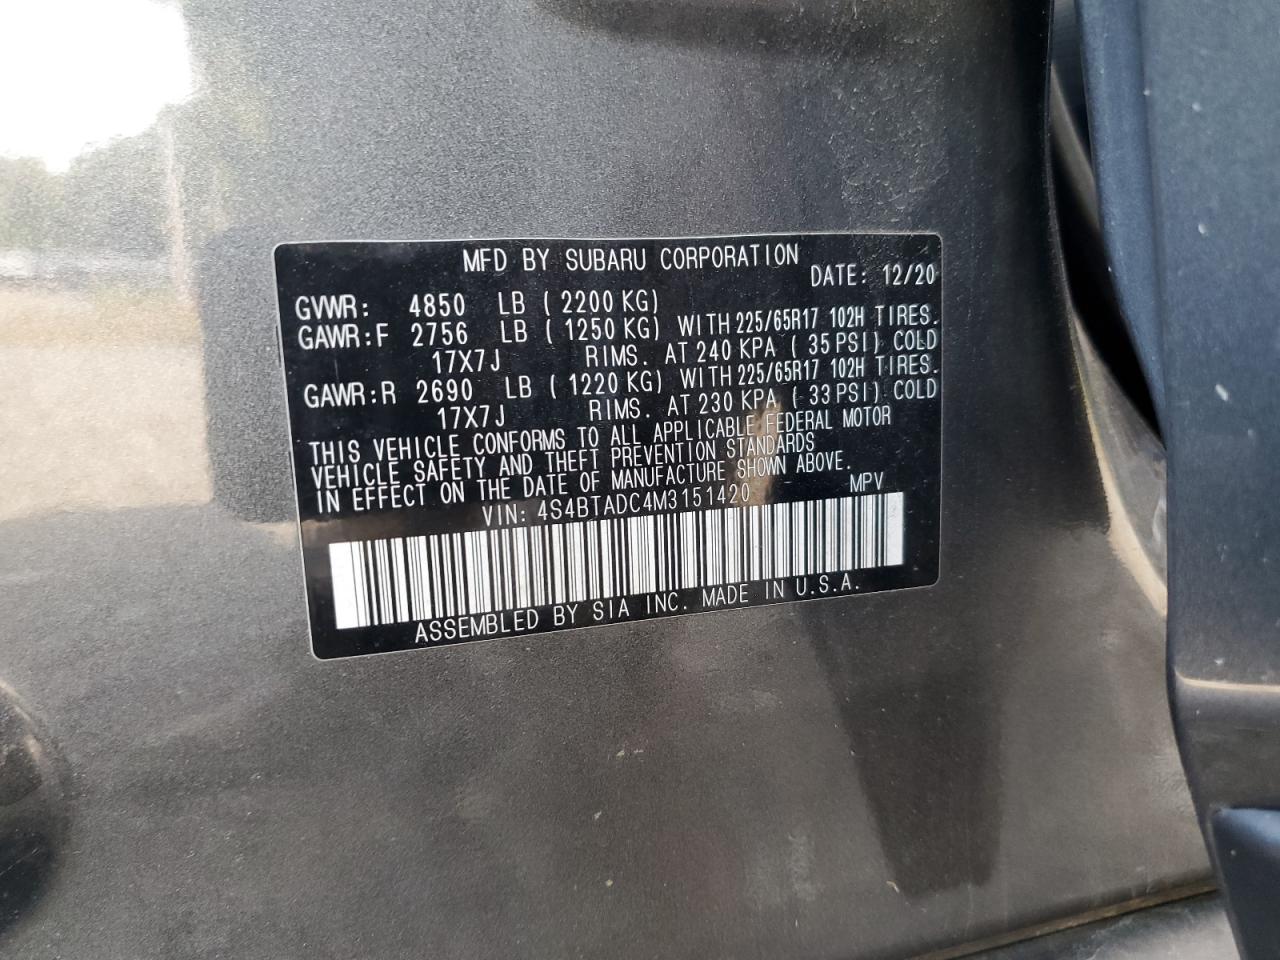 MFD BY SUBARU CORPORATION
DATE: 12/20
GVWR: 4850 LB ( 2200 KG)
GAWR:F 2756 LB ( 1250 KG) WITH 225/65R17 102H TIRES.
17X7J RIMS. AT 240 KPA ( 35 PSI) COLD
GAWR:R 2690 LB ( 1220 KG) WITH 225/65R17 102H TIRES.
17X7J RIMS. AT 230 KPA ( 33 PSI) COLD
THIS VEHICLE CONFORMS TO ALL APPLICABLE FEDERAL MOTOR
VEHICLE SAFETY AND THEFT PREVENTION STANDARDS
IN EFFECT ON THE DATE OF MANUFACTURE SHOWN ABOVE.
VIN: 4S4BTADC4M3151420 MPV
ASSEMBLED BY SIA INC. MADE IN U.S.A.